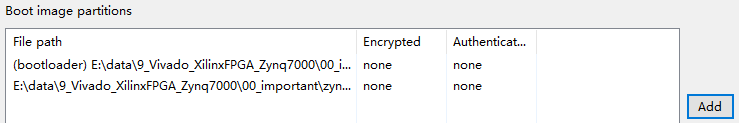 Boot image partitions
File path Encrypted Authenticat...
(bootloader) E:\data\9_Vivado_XilinxFPGA_Zynq7000\00_i... none none
E:\data\9_Vivado_XilinxFPGA_Zynq7000\00_important\zyn... none none
Add